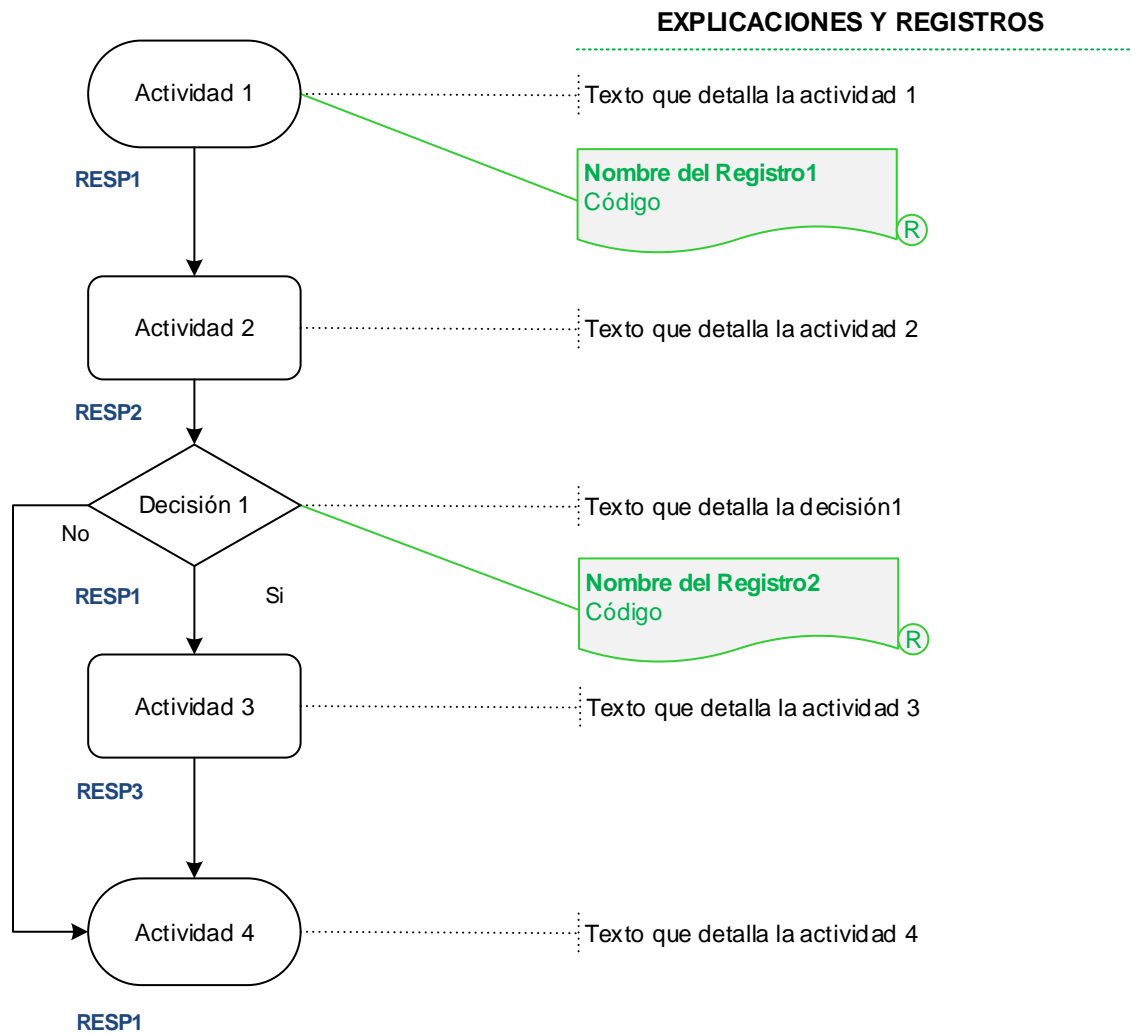 EXPLICACIONES Y REGISTROS
Actividad 1
Texto que detalla la actividad 1
RESP1
Nombre del Registro1
Código
R
Actividad 2
Texto que detalla la actividad 2
RESP2
Decisión 1
Texto que detalla la decisión1
No
RESP1
Si
Nombre del Registro2
Código
R
Actividad 3
Texto que detalla la actividad 3
RESP3
Actividad 4
Texto que detalla la actividad 4
RESP1